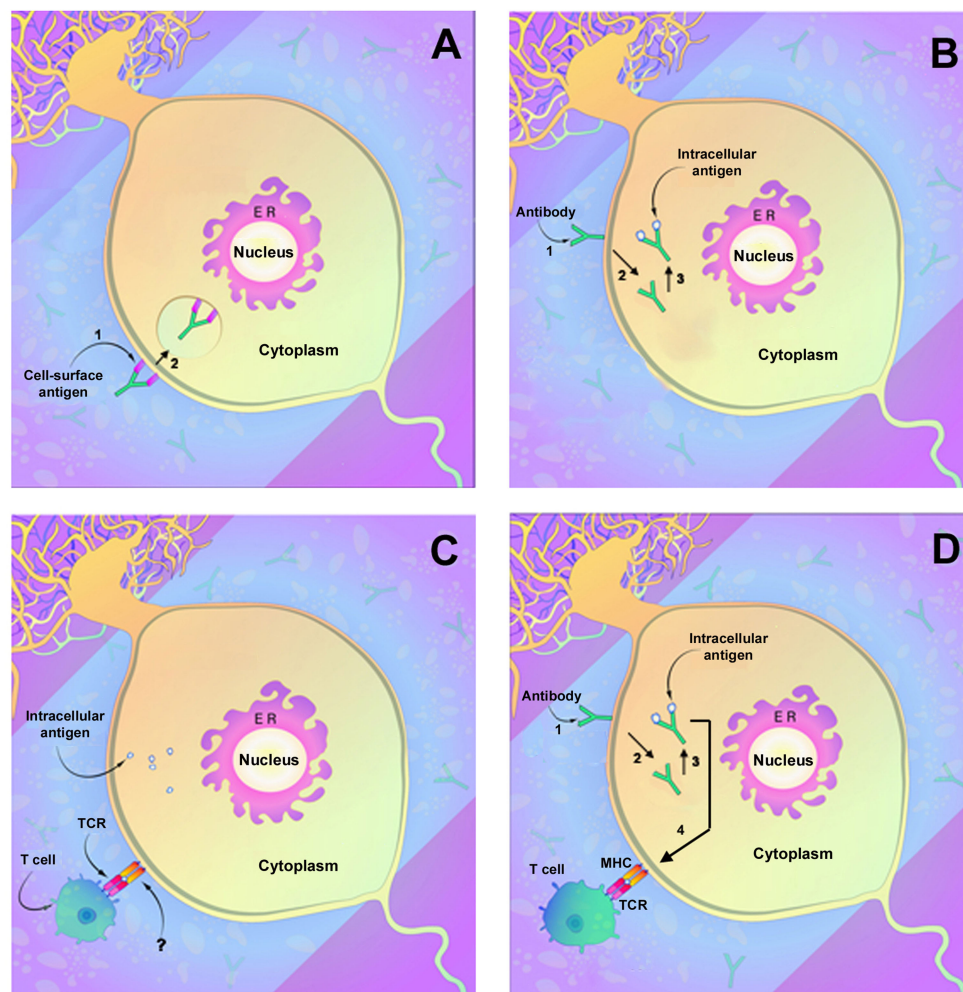 A
ER
Nucleus
1
2
Cell-surface
antigen
Cytoplasm
B
Intracellular
antigen
Antibody
1
ER
Nucleus
2
3
Cytoplasm
C
Intracellular
antigen
ER
Nucleus
TCR
T cell
Cytoplasm
?
D
Intracellular
antigen
Antibody
1
ER
2
3
Nucleus
4
Cytoplasm
MHC
T cell
TCR